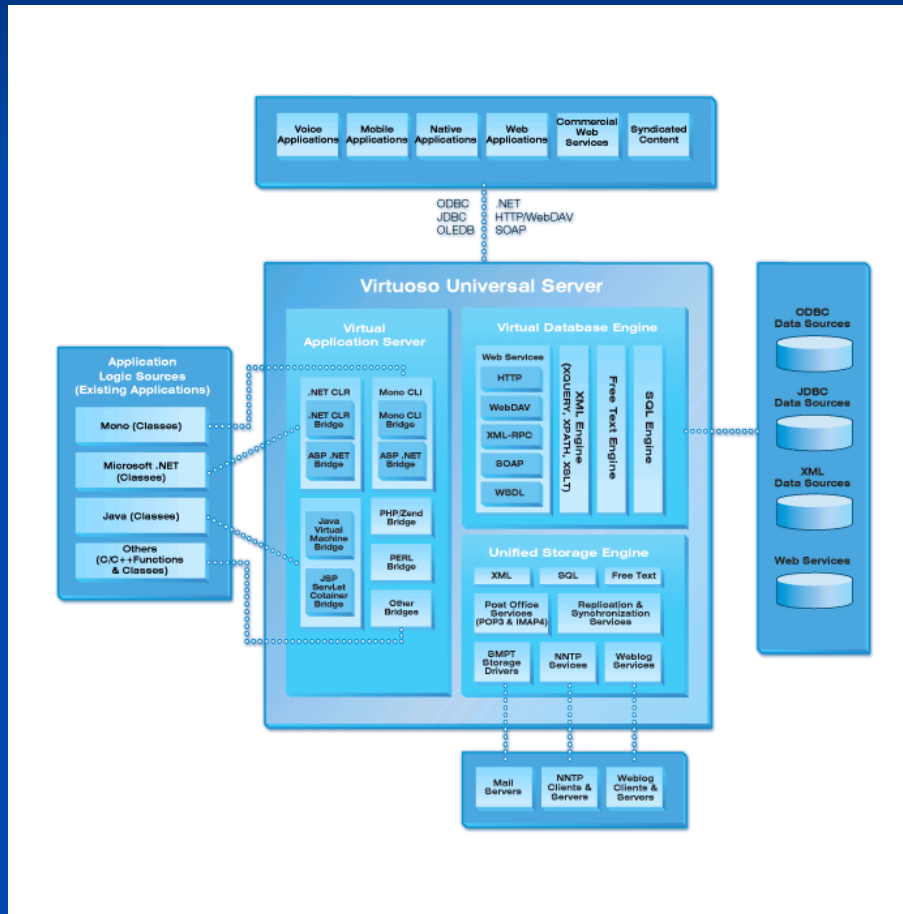 Voice
Applications
Mobile
Applications
Native
Applications
Web
Applications
Commercial
Web
Services
Syndicated
Content
ODBC
JDBC
OLEDB
.NET
HTTP/WebDAV
SOAP
Virtuoso Universal Server
Application
Logic Sources
(Existing Applications)
Mono (Classes)
Microsoft .NET
(Classes)
Java (Classes)
Others
(C/C++Functions
& Classes)
Virtual
Application Server
.NET CLR
.NET CLR
Bridge
ASP .NET
Bridge
Mono CLI
Mono CLI
Bridge
ASP .NET
Bridge
Java
Virtual
Machine
Bridge
JSP
ServLet
Cotainer
Bridge
PHP/Zend
Bridge
PERL
Bridge
Other
Bridges
Virtual Database Engine
Web Services
HTTP
WebDAV
XML-RPC
SOAP
WSDL
XML Engine
(XQUERY, XPATH, XSLT)
Free Text Engine
SQL Engine
Unified Storage Engine
XML
SQL
Free Text
Post Office
Services
(POP3 & IMAP4)
Replication &
Synchronization
Services
SMPT
Storage
Drivers
NNTP
Sevices
Weblog
Services
ODBC
Data Sources
JDBC
Data Sources
XML
Data Sources
Web Services
Mail
Servers
NNTP
Clients &
Servers
Weblog
Clients &
Servers